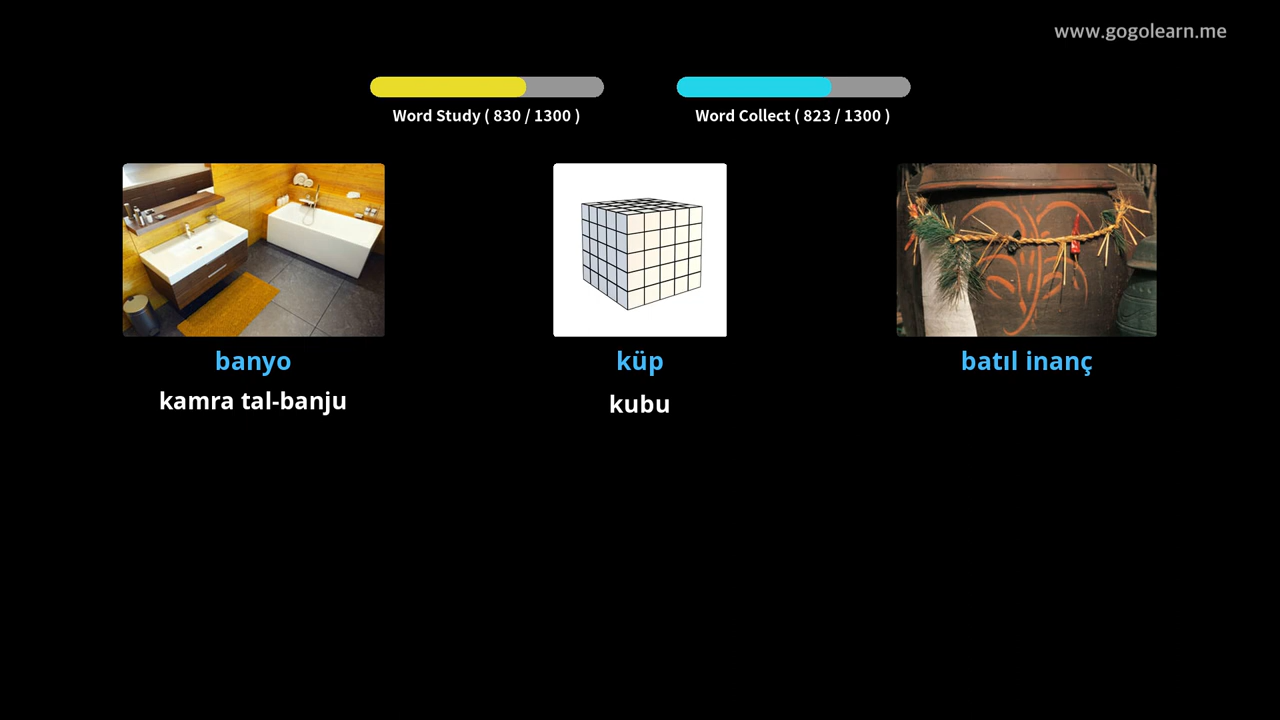 www.gogolearn.me
Word Study ( 830 / 1300 )
Word Collect ( 823 / 1300 )
banyo
küp
batıl inanç
kamra tal-banju
kubu